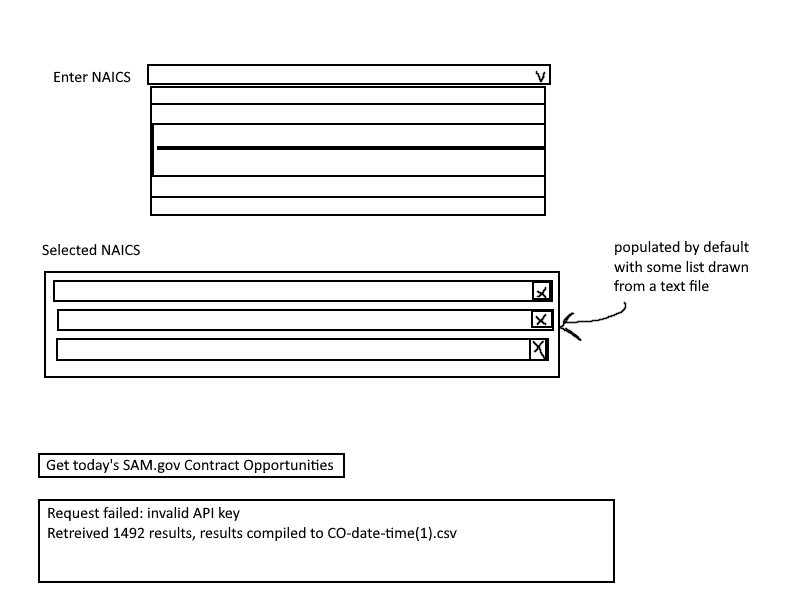 Enter NAICS
V
Selected NAICS
populated by default
with some list drawn
from a text file
X
X
X
Get today's SAM.gov Contract Opportunities
Request failed: invalid API key
Retreived 1492 results, results compiled to CO-date-time(1).csv